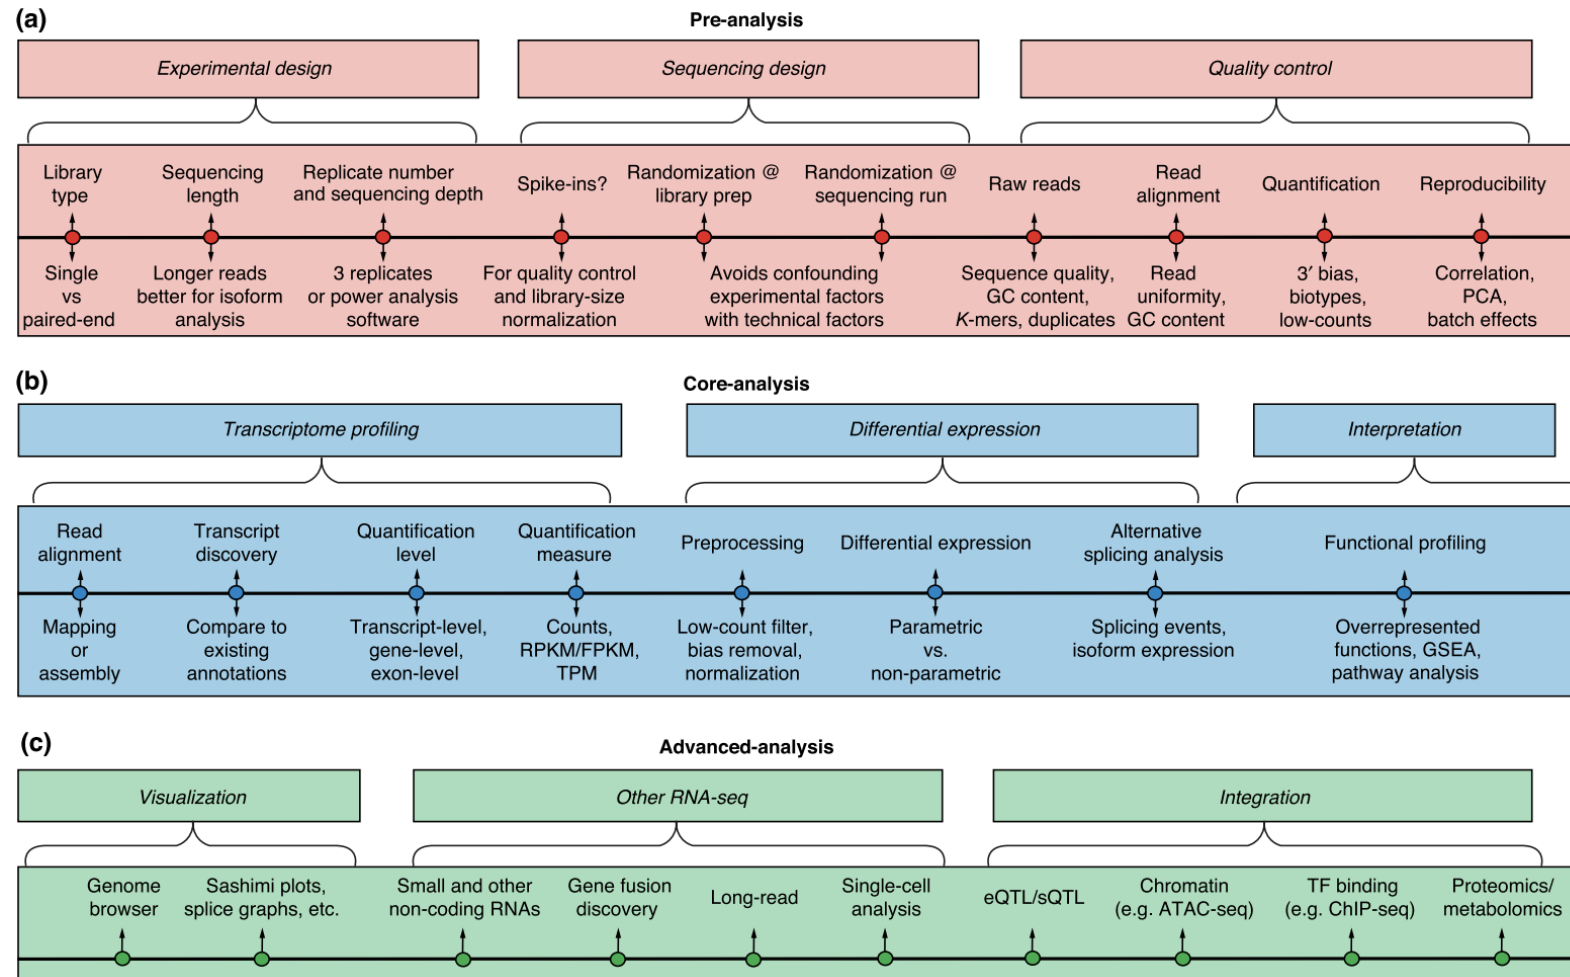 (a)
Pre-analysis
Experimental design
Sequencing design
Quality control
Library
type
Sequencing
length
Replicate number
and sequencing depth
Spike-ins?
Randomization @
library prep
Randomization @
sequencing run
Raw reads
Read
alignment
Quantification
Reproducibility
Single
vs
paired-end
Longer reads
better for isoform
analysis
3 replicates
or power analysis
software
For quality control
and library-size
normalization
Avoids confounding
experimental factors
with technical factors
Sequence quality,
GC content,
K-mers, duplicates
Read
uniformity,
GC content
3′ bias,
biotypes,
low-counts
Correlation,
PCA,
batch effects
(b)
Core-analysis
Transcriptome profiling
Differential expression
Interpretation
Read
alignment
Transcript
discovery
Quantification
level
Quantification
measure
Preprocessing
Differential expression
Alternative
splicing analysis
Functional profiling
Mapping
or
assembly
Compare to
existing
annotations
Transcript-level,
gene-level,
exon-level
Counts,
RPKM/FPKM,
TPM
Low-count filter,
bias removal,
normalization
Parametric
vs.
non-parametric
Splicing events,
isoform expression
Overrepresented
functions, GSEA,
pathway analysis
(c)
Advanced-analysis
Visualization
Other RNA-seq
Integration
Genome
browser
Sashimi plots,
splice graphs, etc.
Small and other
non-coding RNAs
Gene fusion
discovery
Long-read
Single-cell
analysis
eQTL/sQTL
Chromatin
(e.g. ATAC-seq)
TF binding
(e.g. ChIP-seq)
Proteomics/
metabolomics